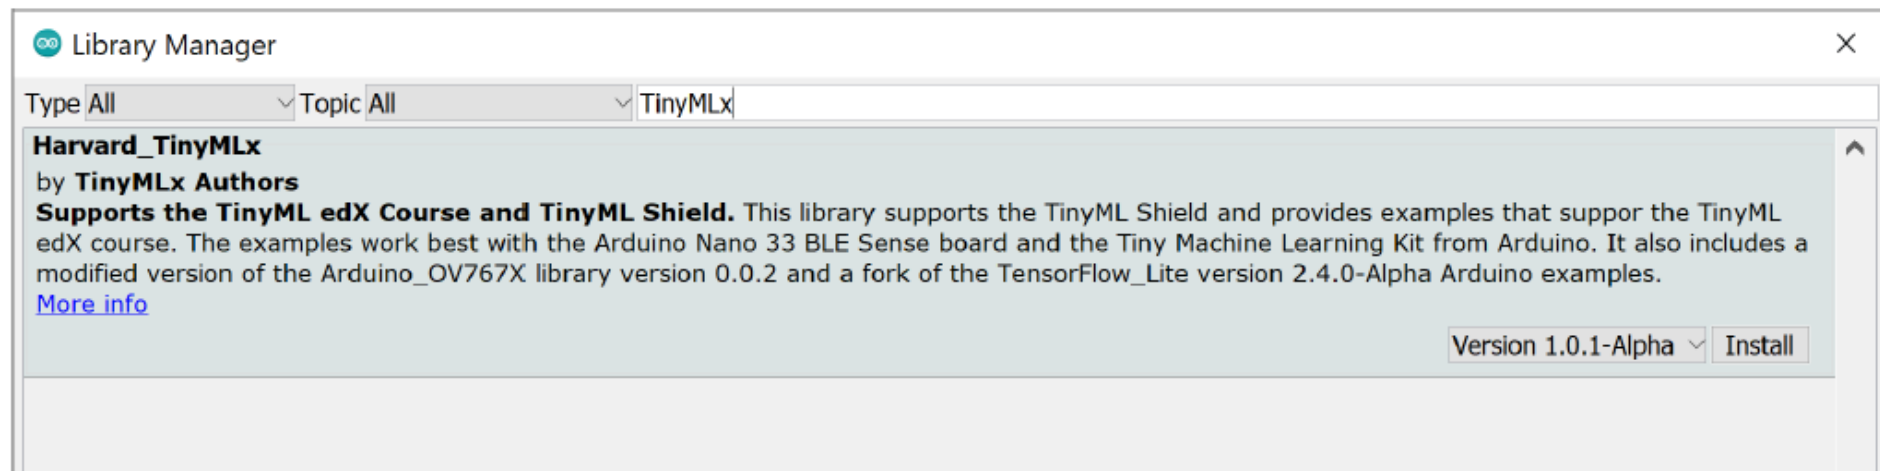 Library Manager
Type All Topic All TinyMLx
Harvard_TinyMLx
by TinyMLx Authors
Supports the TinyML edX Course and TinyML Shield. This library supports the TinyML Shield and provides examples that suppor the TinyML
edX course. The examples work best with the Arduino Nano 33 BLE Sense board and the Tiny Machine Learning Kit from Arduino. It also includes a
modified version of the Arduino_OV767X library version 0.0.2 and a fork of the TensorFlow_Lite version 2.4.0-Alpha Arduino examples.
More info
Version 1.0.1-Alpha Install